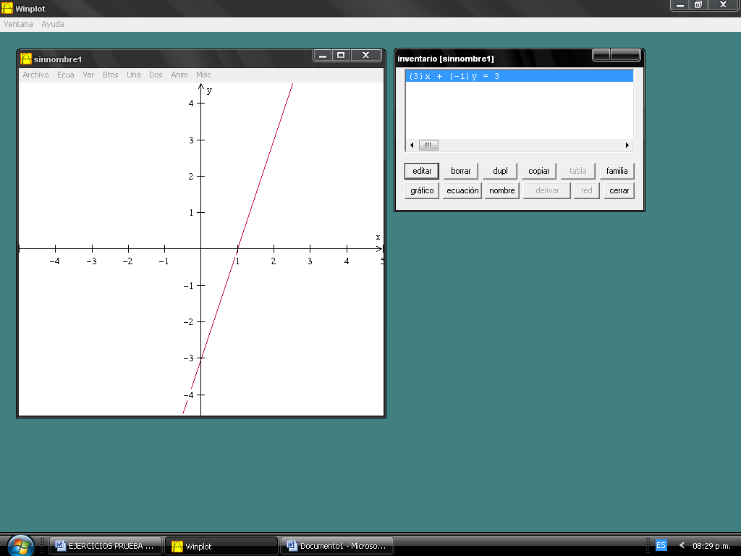 Winplot
Ventana Ayuda
sinnombre1
Archivo Ecua Ver Btns Una Dos Anim Misc
y
4
3
2
1
x
-4 -3 -2 -1 1 2 3 4 5
-1
-2
-3
-4
inventario [sinnombre1]
(3)x + (-1)y = 3
editar borrar dupl copiar tabla familia
gráfico ecuación nombre derivar red cerrar
EJERCICIOS PRUEBA ... Winplot Documento1 - Microso... ES 08:29 p.m.